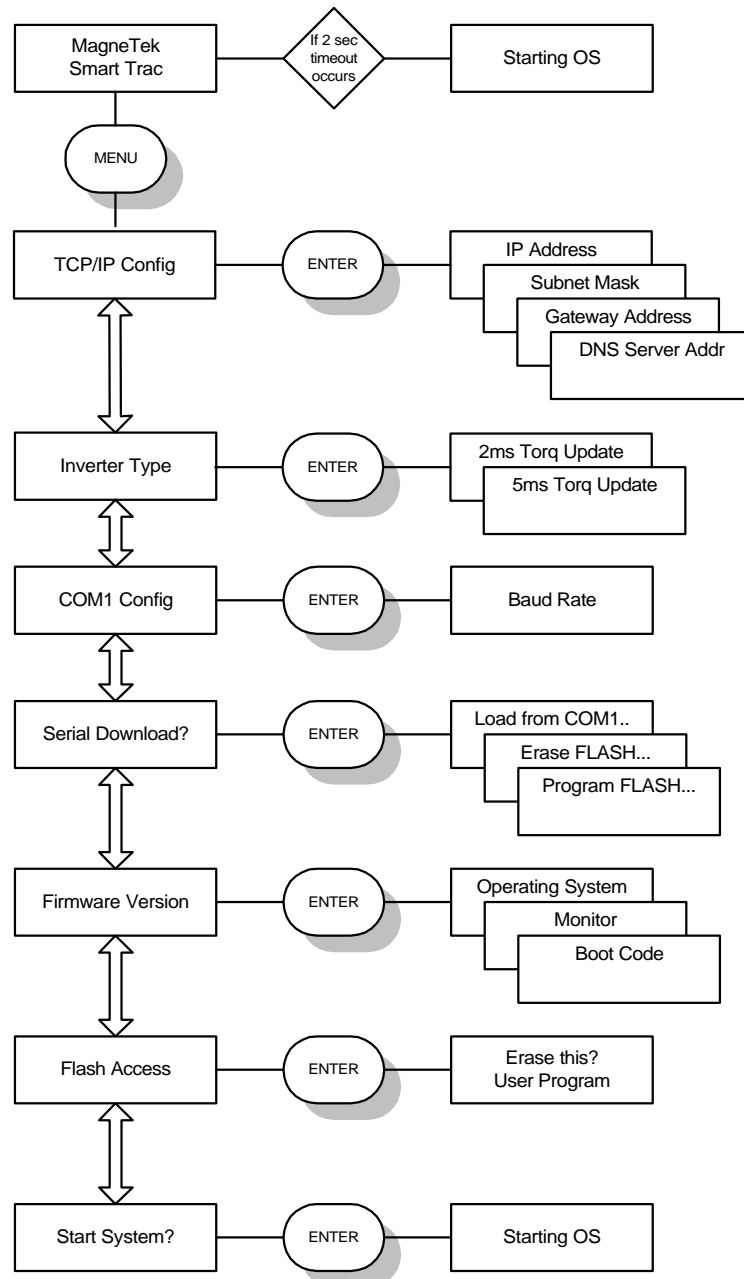 MagneTek
Smart Trac
If 2 sec
timeout
occurs
Starting OS
MENU
TCP/IP Config
ENTER
IP Address
Subnet Mask
Gateway Address
DNS Server Addr
Inverter Type
ENTER
2ms Torq Update
5ms Torq Update
COM1 Config
ENTER
Baud Rate
Serial Download?
ENTER
Load from COM1..
Erase FLASH...
Program FLASH...
Firmware Version
ENTER
Operating System
Monitor
Boot Code
Flash Access
ENTER
Erase this?
User Program
Start System?
ENTER
Starting OS